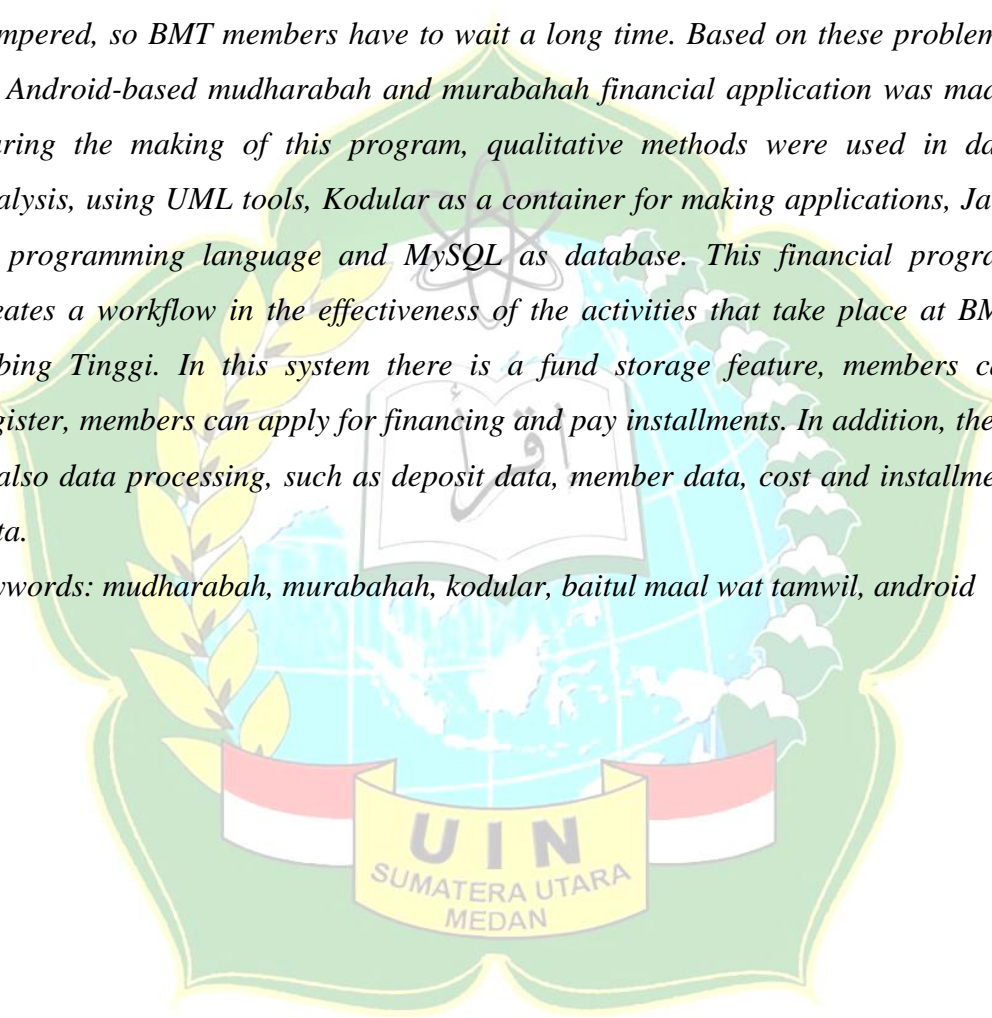 mpered, so BMT members have to wait a long time. Based on these problem
Android-based mudharabah and murabahah financial application was mad
uring the making of this program, qualitative methods were used in da
alysis, using UML tools, Kodular as a container for making applications, Ja
programming language and MySQL as database. This financial progra
eates a workflow in the effectiveness of the activities that take place at BM
bing Tinggi. In this system there is a fund storage feature, members c
gister, members can apply for financing and pay installments. In addition, the
also data processing, such as deposit data, member data, cost and installme
ta.
ywords: mudharabah, murabahah, kodular, baitul maal wat tamwil, android
اقرأ
UIN
SUMATERA UTARA
MEDAN